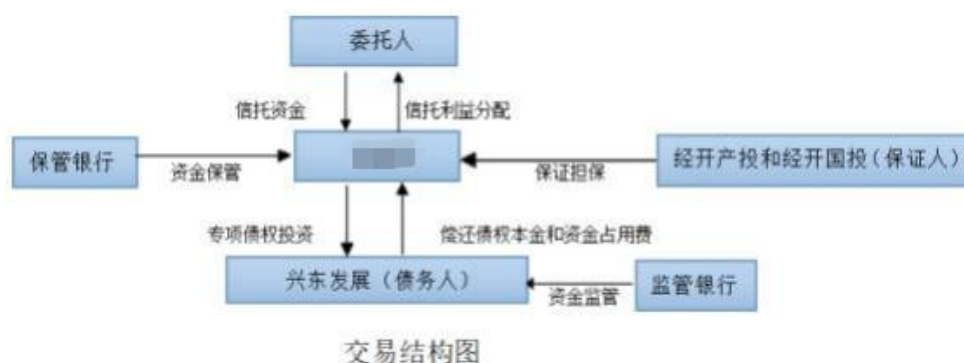 委托人
信托资金
信托利益分配
保管银行
资金保管
保证担保
经开产投和经开国投（保证人）
专项债权投资
偿还债权本金和资金占用费
兴东发展（债务人）
资金监管
监管银行
交易结构图